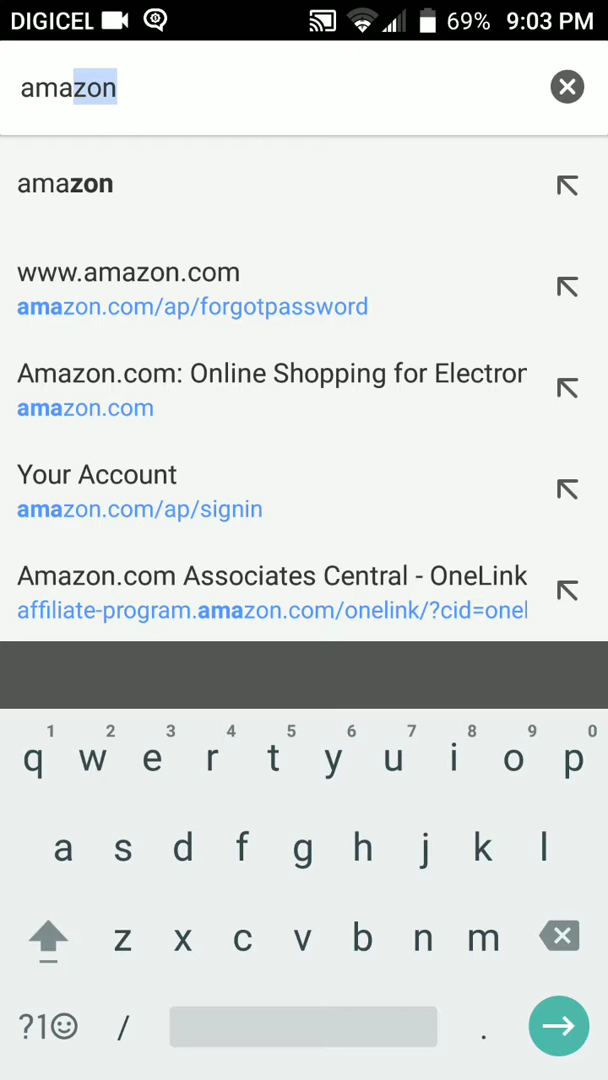 DIGICEL 69% 9:03 PM
amazon
amazon
www.amazon.com
amazon.com/ap/forgotpassword
Amazon.com: Online Shopping for Electror
amazon.com
Your Account
amazon.com/ap/signin
Amazon.com Associates Central - OneLink
affiliate-program.amazon.com/onelink/?cid=onel
1 2 3 4 5 6 7 8 9 0
q w e r t y u i o p
a s d f g h j k l
z x c v b n m
?1☺ / .